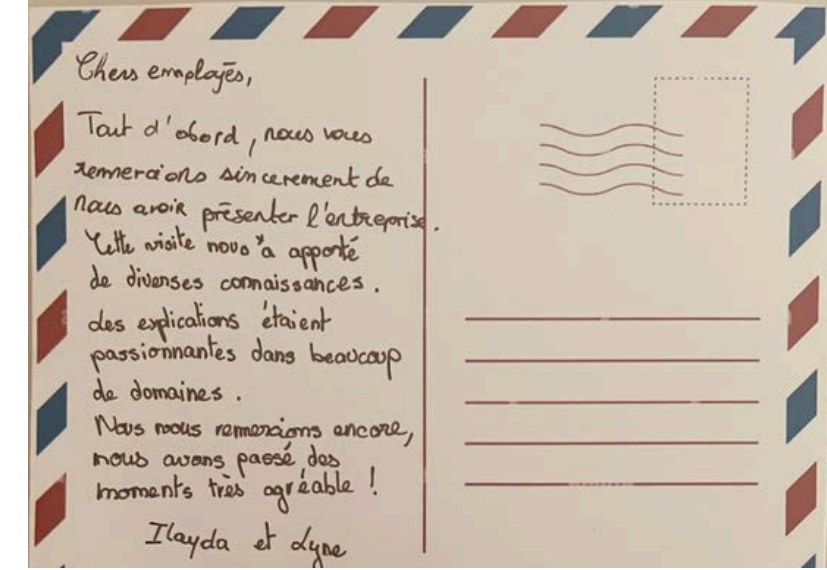 Chers employés,
Tout d'abord, nous vous
remercions sincerement de
nous avoir présenter l'entreprise.
Cette visite nous a apporté
de diverses connaissances.
des explications étaient
passionnantes dans beaucoup
de domaines.
Nous vous remercions encore,
nous avons passé des
moments très agréable !
Ilayda et Lyne